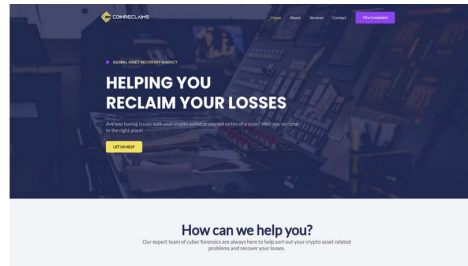 COINRECLAIMS
Home About Services Contact File Complaint
GLOBAL ASSET RECOVERY AGENCY
HELPING YOU
RECLAIM YOUR LOSSES
Are you having issues with your crypto wallet or you fell victim of a scam? Well, you've come
to the right place!
LET US HELP
How can we help you?
Our expert team of cyber forensics are always here to help sort out your crypto asset related
problems and recover your losses.